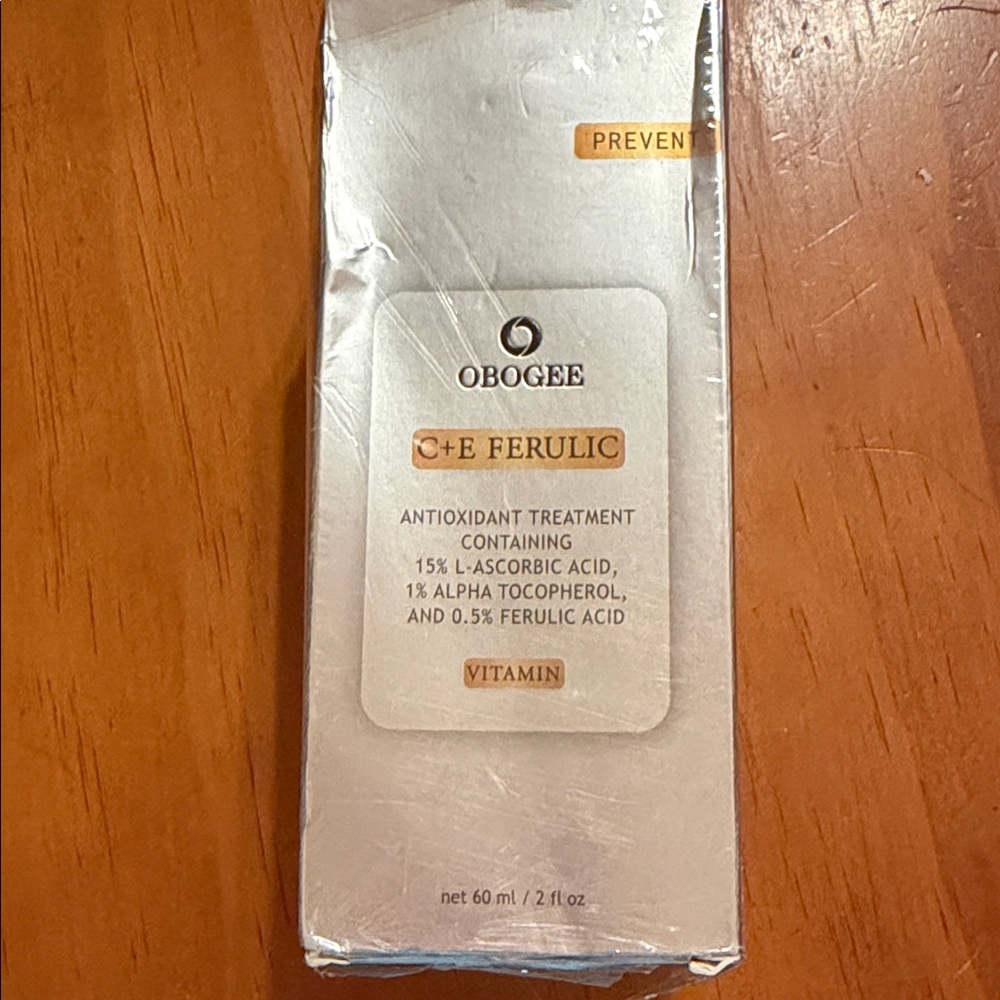 PREVENT
OBOGEE
C+E FERULIC
ANTIOXIDANT TREATMENT
CONTAINING
15% L-ASCORBIC ACID,
1% ALPHA TOCOPHEROL,
AND 0.5% FERULIC ACID
VITAMIN
net 60 ml / 2 fl oz